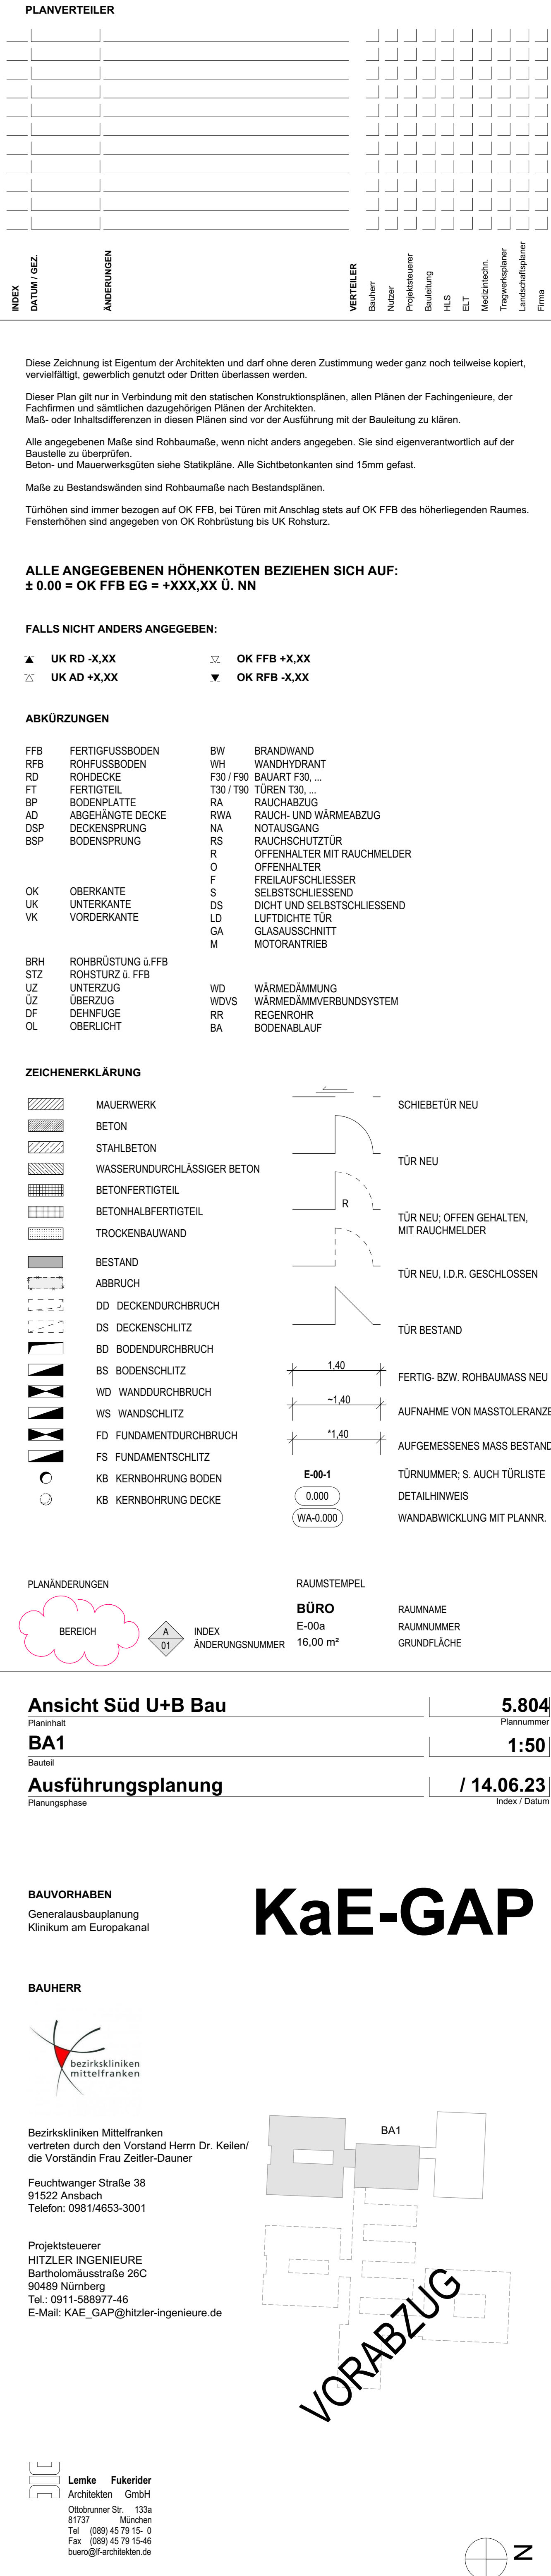 PLANVERTEILER
INDEX
DATUM / GEZ.
ÄNDERUNGEN
VERTEILER
Bauherr
Nutzer
Projektsteuerer
Bauleitung
HLS
ELT
Medizintechn.
Tragwerksplaner
Landschaftsplaner
Firma
Diese Zeichnung ist Eigentum der Architekten und darf ohne deren Zustimmung weder ganz noch teilweise kopiert,
vervielfältigt, gewerblich genutzt oder Dritten überlassen werden.
Dieser Plan gilt nur in Verbindung mit den statischen Konstruktionsplänen, allen Plänen der Fachingenieure, der
Fachfirmen und sämtlichen dazugehörigen Plänen der Architekten.
Maß- oder Inhaltsdifferenzen in diesen Plänen sind vor der Ausführung mit der Bauleitung zu klären.
Alle angegebenen Maße sind Rohbaumaße, wenn nicht anders angegeben. Sie sind eigenverantwortlich auf der
Baustelle zu überprüfen.
Beton- und Mauerwerksgüten siehe Statikpläne. Alle Sichtbetonkanten sind 15mm gefast.
Maße zu Bestandswänden sind Rohbaumaße nach Bestandsplänen.
Türhöhen sind immer bezogen auf OK FFB, bei Türen mit Anschlag stets auf OK FFB des höherliegenden Raumes.
Fensterhöhen sind angegeben von OK Rohbrüstung bis UK Rohsturz.
ALLE ANGEGEBENEN HÖHENKOTEN BEZIEHEN SICH AUF:
± 0.00 = OK FFB EG = +XXX,XX Ü. NN
FALLS NICHT ANDERS ANGEGEBEN:
UK RD -X,XX OK FFB +X,XX
UK AD +X,XX OK RFB -X,XX
ABKÜRZUNGEN
FFB FERTIGFUSSBODEN
RFB ROHFUSSBODEN
RD ROHDECKE
FT FERTIGTEIL
BP BODENPLATTE
AD ABGEHÄNGTE DECKE
DSP DECKENSPRUNG
BSP BODENSPRUNG
OK OBERKANTE
UK UNTERKANTE
VK VORDERKANTE
BRH ROHBRÜSTUNG ü.FFB
STZ ROHSTURZ ü. FFB
UZ UNTERZUG
ÜZ ÜBERZUG
DF DEHNFUGE
OL OBERLICHT
BW BRANDWAND
WH WANDHYDRANT
F30 / F90 BAUART F30, ...
T30 / T90 TÜREN T30, ...
RA RAUCHABZUG
RWA RAUCH- UND WÄRMEABZUG
NA NOTAUSGANG
RS RAUCHSCHUTZTÜR
R OFFENHALTER MIT RAUCHMELDER
O OFFENHALTER
F FREILAUFSCHLIESSER
S SELBSTSCHLIESSEND
DS DICHT UND SELBSTSCHLIESSEND
LD LUFTDICHTE TÜR
GA GLASAUSSCHNITT
M MOTORANTRIEB
WD WÄRMEDÄMMUNG
WDVS WÄRMEDÄMMVERBUNDSYSTEM
RR REGENROHR
BA BODENABLAUF
ZEICHENERKLÄRUNG
MAUERWERK
BETON
STAHLBETON
WASSERUNDURCHLÄSSIGER BETON
BETONFERTIGTEIL
BETONHALBFERTIGTEIL
TROCKENBAUWAND
BESTAND
ABBRUCH
DD DECKENDURCHBRUCH
DS DECKENSCHLITZ
BD BODENDURCHBRUCH
BS BODENSCHLITZ
WD WANDDURCHBRUCH
WS WANDSCHLITZ
FD FUNDAMENTDURCHBRUCH
FS FUNDAMENTSCHLITZ
KB KERNBOHRUNG BODEN
KB KERNBOHRUNG DECKE
SCHIEBETÜR NEU
TÜR NEU
R
TÜR NEU; OFFEN GEHALTEN,
MIT RAUCHMELDER
TÜR NEU, I.D.R. GESCHLOSSEN
TÜR BESTAND
1,40 FERTIG- BZW. ROHBAUMASS NEU
~1,40 AUFNAHME VON MASSTOLERANZE
*1,40 AUFGEMESSENES MASS BESTAND
E-00-1 TÜRNUMMER; S. AUCH TÜRLISTE
0.000 DETAILHINWEIS
WA-0.000 WANDABWICKLUNG MIT PLANNR.
PLANÄNDERUNGEN
BEREICH
A
01
INDEX
ÄNDERUNGSNUMMER
RAUMSTEMPEL
BÜRO RAUMNAME
E-00a RAUMNUMMER
16,00 m² GRUNDFLÄCHE
Ansicht Süd U+B Bau 5.804
Planinhalt Plannummer
BA1 1:50
Bauteil
Ausführungsplanung / 14.06.23
Planungsphase Index / Datum
BAUVORHABEN
Generalausbauplanung
Klinikum am Europakanal
KaE-GAP
BAUHERR
bezirkskliniken
mittelfranken
Bezirkskliniken Mittelfranken
vertreten durch den Vorstand Herrn Dr. Keilen/
die Vorständin Frau Zeitler-Dauner
Feuchtwanger Straße 38
91522 Ansbach
Telefon: 0981/4653-3001
Projektsteuerer
HITZLER INGENIEURE
Bartholomäusstraße 26C
90489 Nürnberg
Tel.: 0911-588977-46
E-Mail: KAE_GAP@hitzler-ingenieure.de
BA1
VORABZUG
Lemke Fukerider
Architekten GmbH
Ottobrunner Str. 133a
81737 München
Tel (089) 45 79 15- 0
Fax (089) 45 79 15-46
buero@lf-architekten.de
N